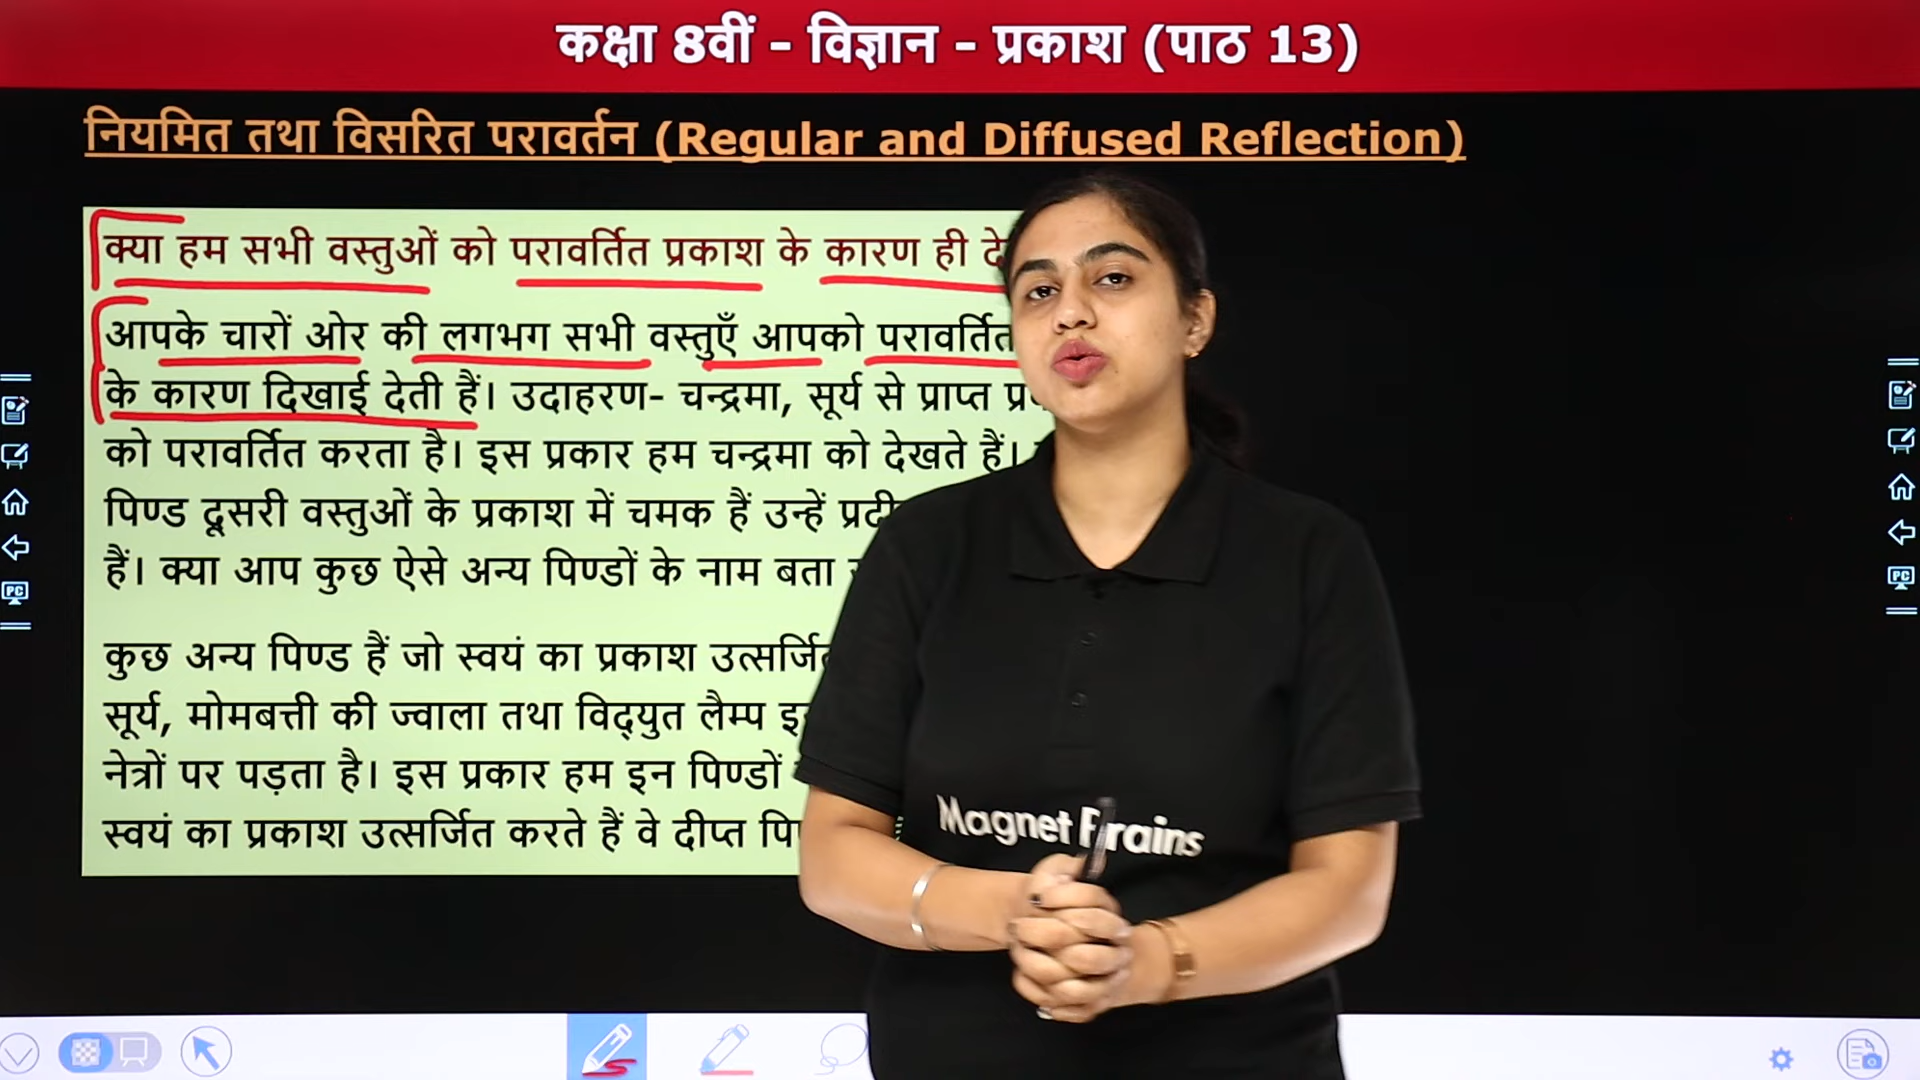 कक्षा 8वीं - विज्ञान - प्रकाश (पाठ 13)
नियमित तथा विसरित परावर्तन (Regular and Diffused Reflection)
क्या हम सभी वस्तुओं को परावर्तित प्रकाश के कारण ही
आपके चारों ओर की लगभग सभी वस्तुएँ आपको परावर्तित
के कारण दिखाई देती हैं। उदाहरण- चन्द्रमा, सूर्य से प्राप्त
को परावर्तित करता है। इस प्रकार हम चन्द्रमा को देखते हैं।
पिण्ड दूसरी वस्तुओं के प्रकाश में चमक हैं उन्हें
हैं। क्या आप कुछ ऐसे अन्य पिण्डों के नाम बता
कुछ अन्य पिण्ड हैं जो स्वयं का प्रकाश
सूर्य, मोमबत्ती की ज्वाला तथा विद्युत लैम्प
नेत्रों पर पड़ता है। इस प्रकार हम इन पिण्डों
स्वयं का प्रकाश उत्सर्जित करते हैं वे दीप्त
Magnet Brains
PC
PC